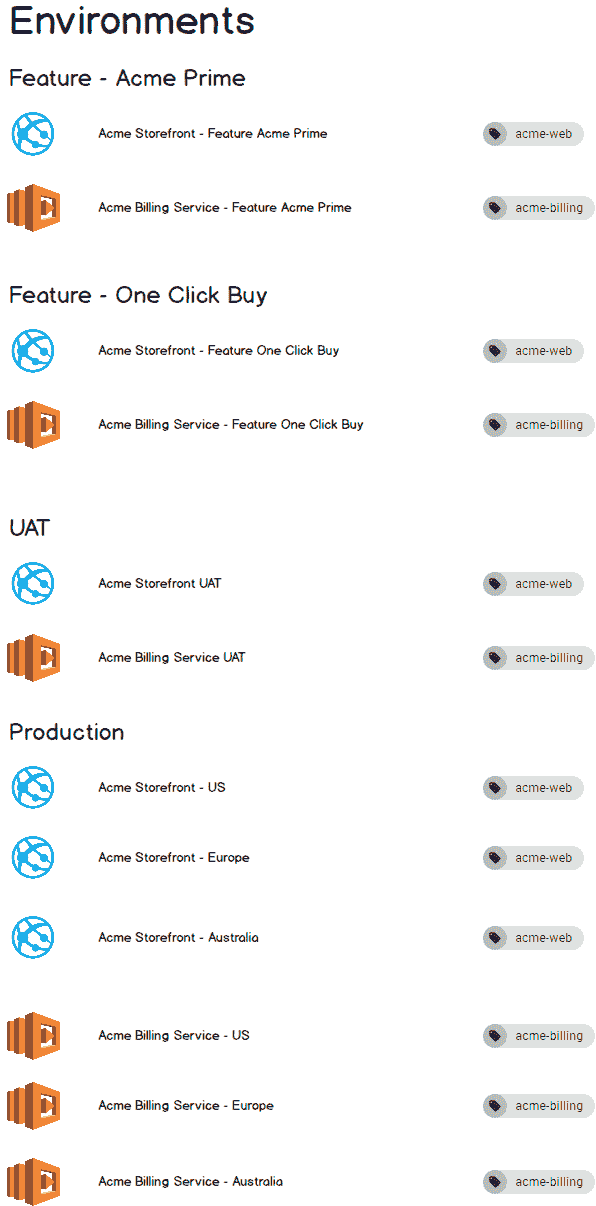 Environments
Feature - Acme Prime
Acme Storefront - Feature Acme Prime acme-web
Acme Billing Service - Feature Acme Prime acme-billing
Feature - One Click Buy
Acme Storefront - Feature One Click Buy acme-web
Acme Billing Service - Feature One Click Buy acme-billing
UAT
Acme Storefront UAT acme-web
Acme Billing Service UAT acme-billing
Production
Acme Storefront - US acme-web
Acme Storefront - Europe acme-web
Acme Storefront - Australia acme-web
Acme Billing Service - US acme-billing
Acme Billing Service - Europe acme-billing
Acme Billing Service - Australia acme-billing